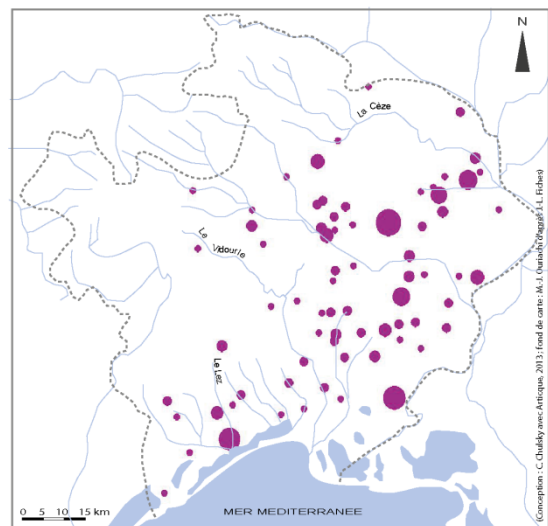 N
La Cèze
Le Vidourle
Le Lez
0 5 10 15 km
MER MEDITERRANEE
(Conception : C. Chulsky avec Articque, 2013 ; fond de carte : M.-J. Ouriachi d'après J.-L. Fiches)